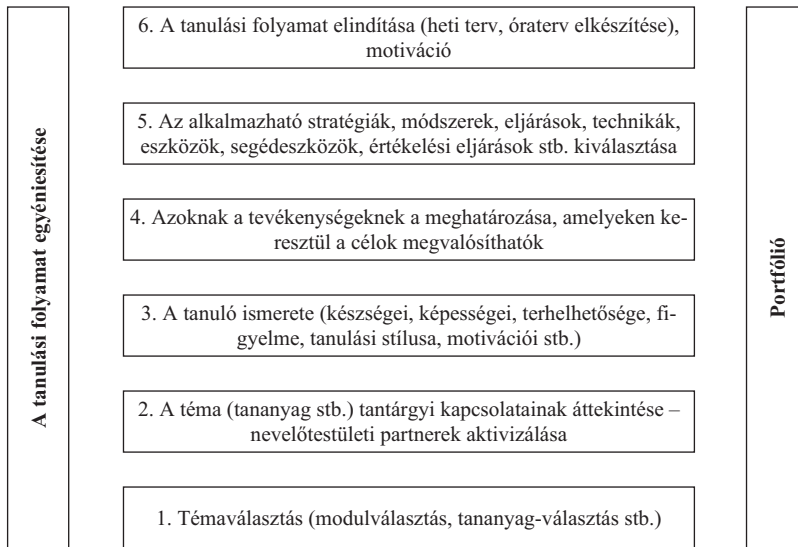 A tanulási folyamat egyéniesítése
6. A tanulási folyamat elindítása (heti terv, óraterv elkészítése),
motiváció
5. Az alkalmazható stratégiák, módszerek, eljárások, technikák,
eszközök, segédeszközök, értékelési eljárások stb. kiválasztása
4. Azoknak a tevékenységeknek a meghatározása, amelyeken ke-
resztül a célok megvalósíthatók
3. A tanuló ismerete (készségei, képességei, terhelhetősége, fi-
gyelme, tanulási stílusa, motivációi stb.)
2. A téma (tananyag stb.) tantárgyi kapcsolatainak áttekintése –
nevelőtestületi partnerek aktivizálása
1. Témaválasztás (modulválasztás, tananyag-választás stb.)
Portfólió